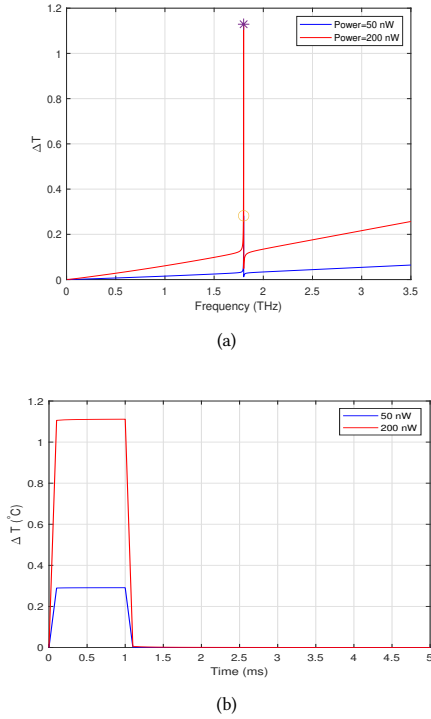 1.2
1
0.8
0.6
0.4
0.2
0
ΔT
Power=50 nW
Power=200 nW
0 0.5 1 1.5 2 2.5 3 3.5
Frequency (THz)
(a)
1.2
1
0.8
0.6
0.4
0.2
0
Δ T (°C)
50 nW
200 nW
0 0.5 1 1.5 2 2.5 3 3.5 4 4.5 5
Time (ms)
(b)